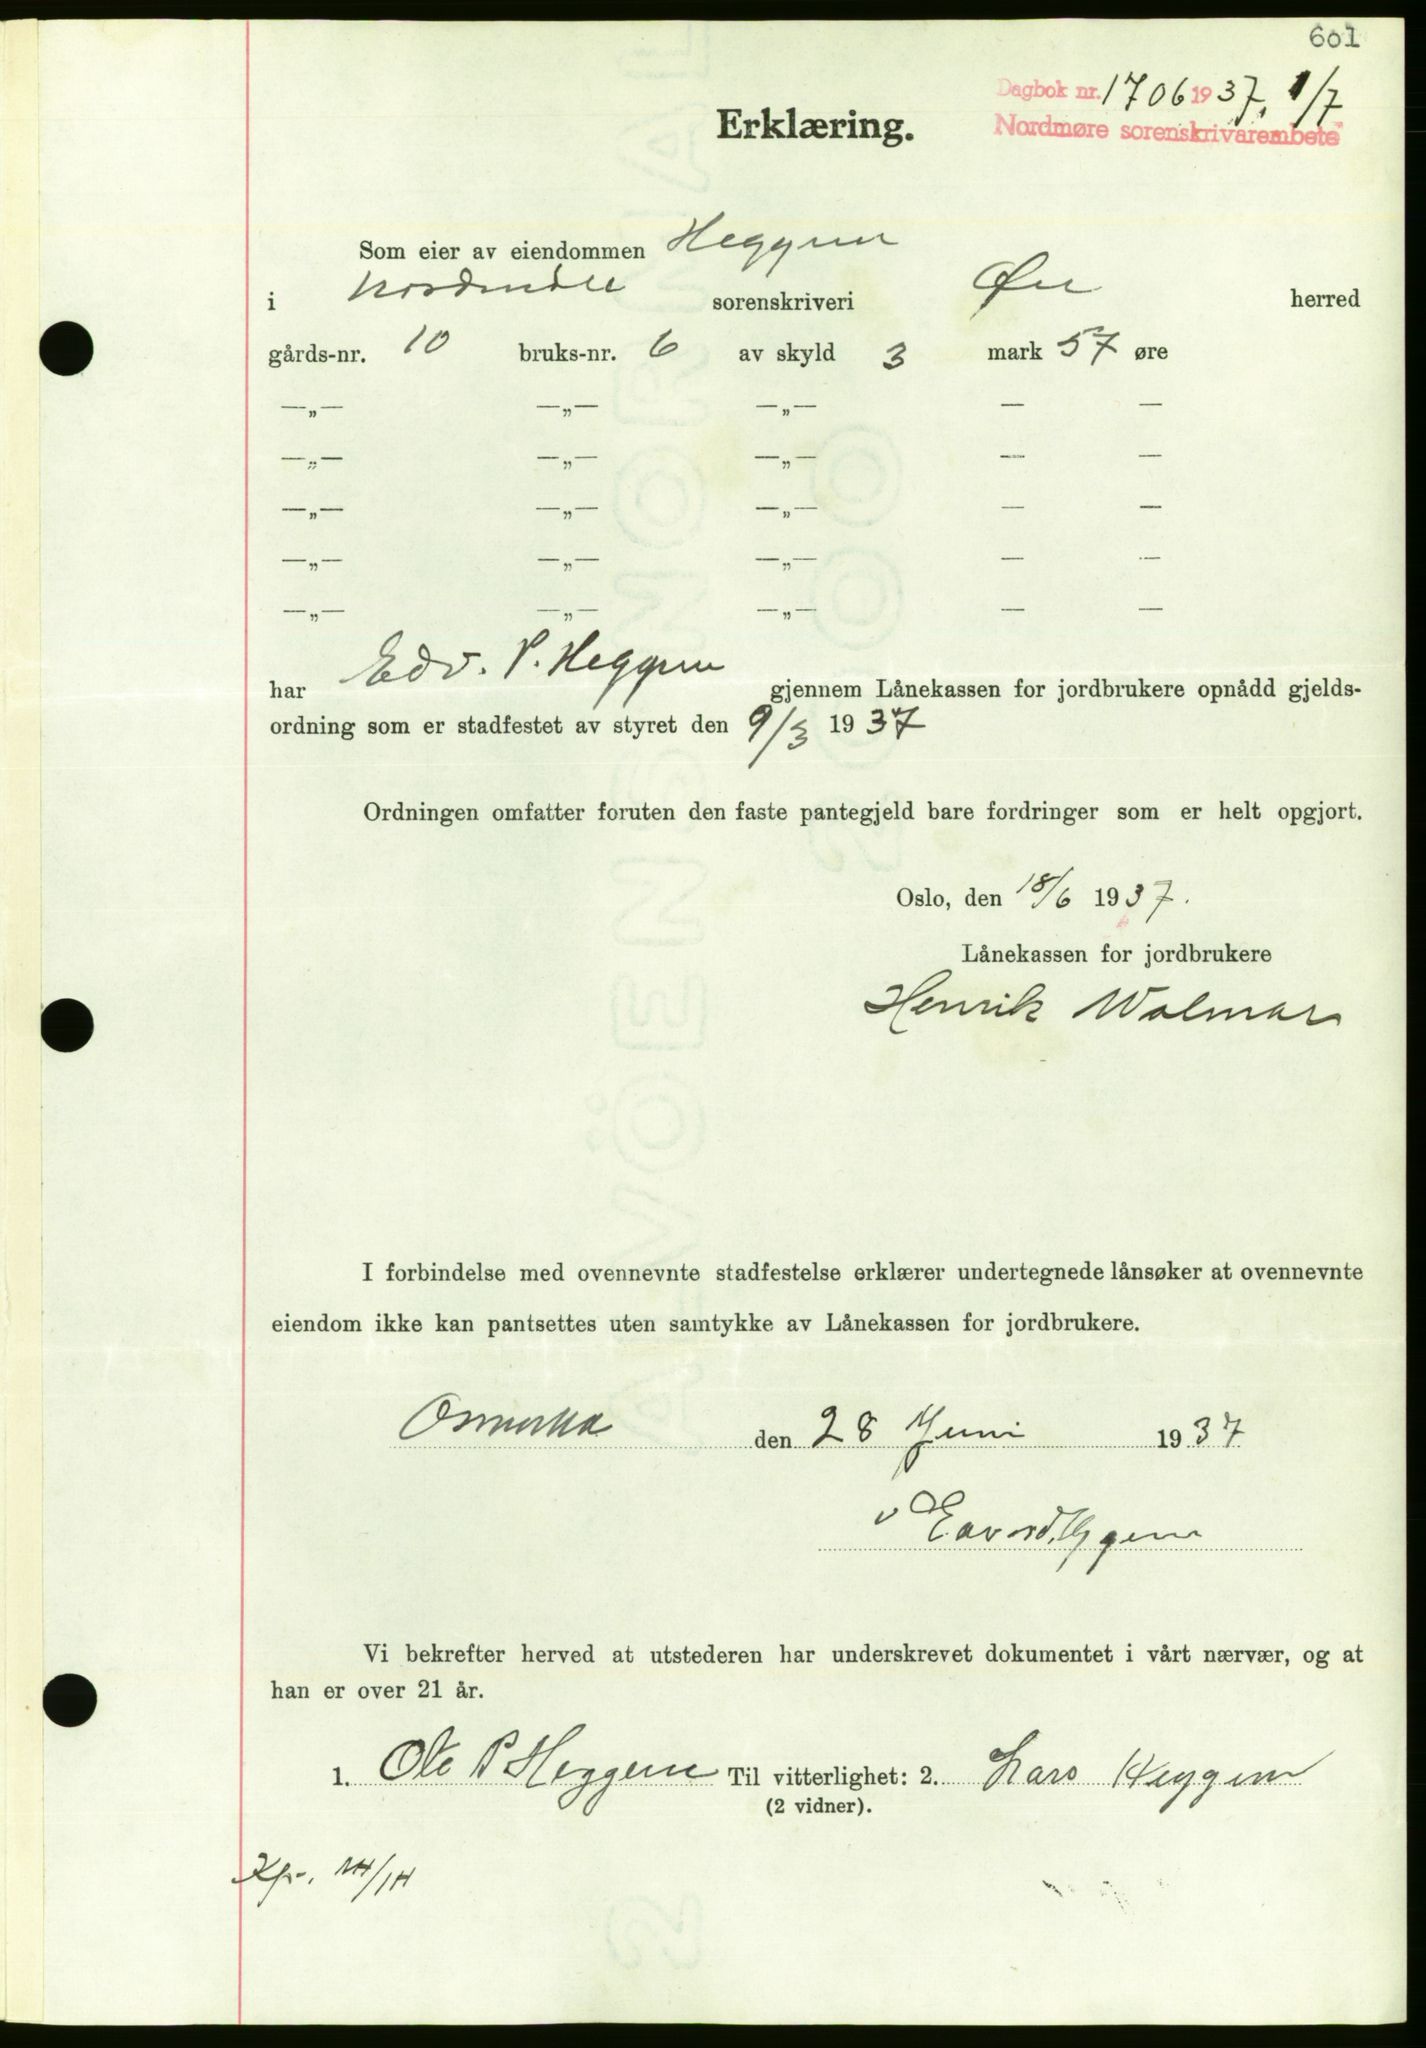 601
Dagbok nr. 1706 1937, 1/7
Nordmøre sorenskrivarembete
Erklæring.
Som eier av eiendommen Heggem
i Nordmøre sorenskriveri Øre herred
gårds-nr. 10 bruks-nr. 6 av skyld 3 mark 57 øre
—„— —„— —„— — —
—„— —„— —„— — —
—„— —„— —„— — —
—„— —„— —„— — —
—„— —„— —„— — —
har Edv. P. Heggem gjennem Lånekassen for jordbrukere opnådd gjelds-
ordning som er stadfestet av styret den 9/3 1937
Ordningen omfatter foruten den faste pantegjeld bare fordringer som er helt opgjort.
Oslo, den 18/6 1937.
Lånekassen for jordbrukere
Henrik Wolmar
I forbindelse med ovennevnte stadfestelse erklærer undertegnede lånsøker at ovennevnte
eiendom ikke kan pantsettes uten samtykke av Lånekassen for jordbrukere.
Osmarka den 28 Juni 1937
Vi bekrefter herved at utstederen har underskrevet dokumentet i vårt nærvær, og at
han er over 21 år.
1. Ole P Heggem Til vitterlighet: 2. Lars Heggem
(2 vidner).